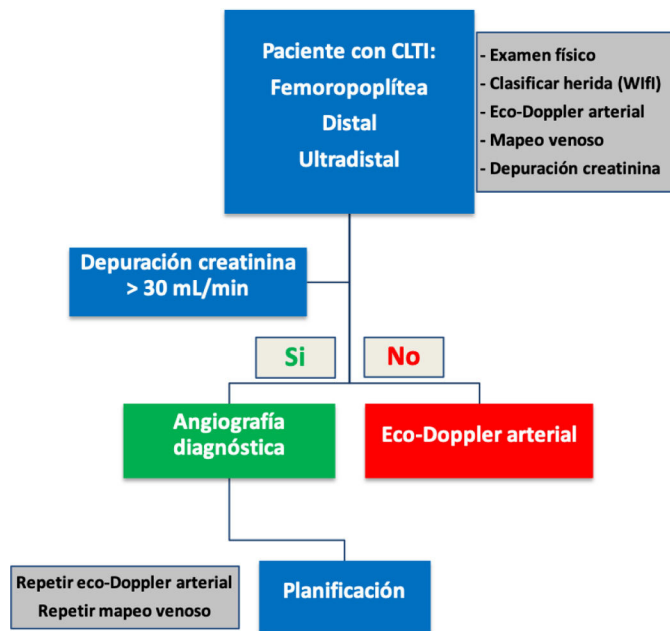 Paciente con CLTI:
Femoropoplítea
Distal
Ultradistal
- Examen físico
- Clasificar herida (WIfI)
- Eco-Doppler arterial
- Mapeo venoso
- Depuración creatinina
Depuración creatinina
> 30 mL/min
Si
No
Angiografía
diagnóstica
Eco-Doppler arterial
Repetir eco-Doppler arterial
Repetir mapeo venoso
Planificación